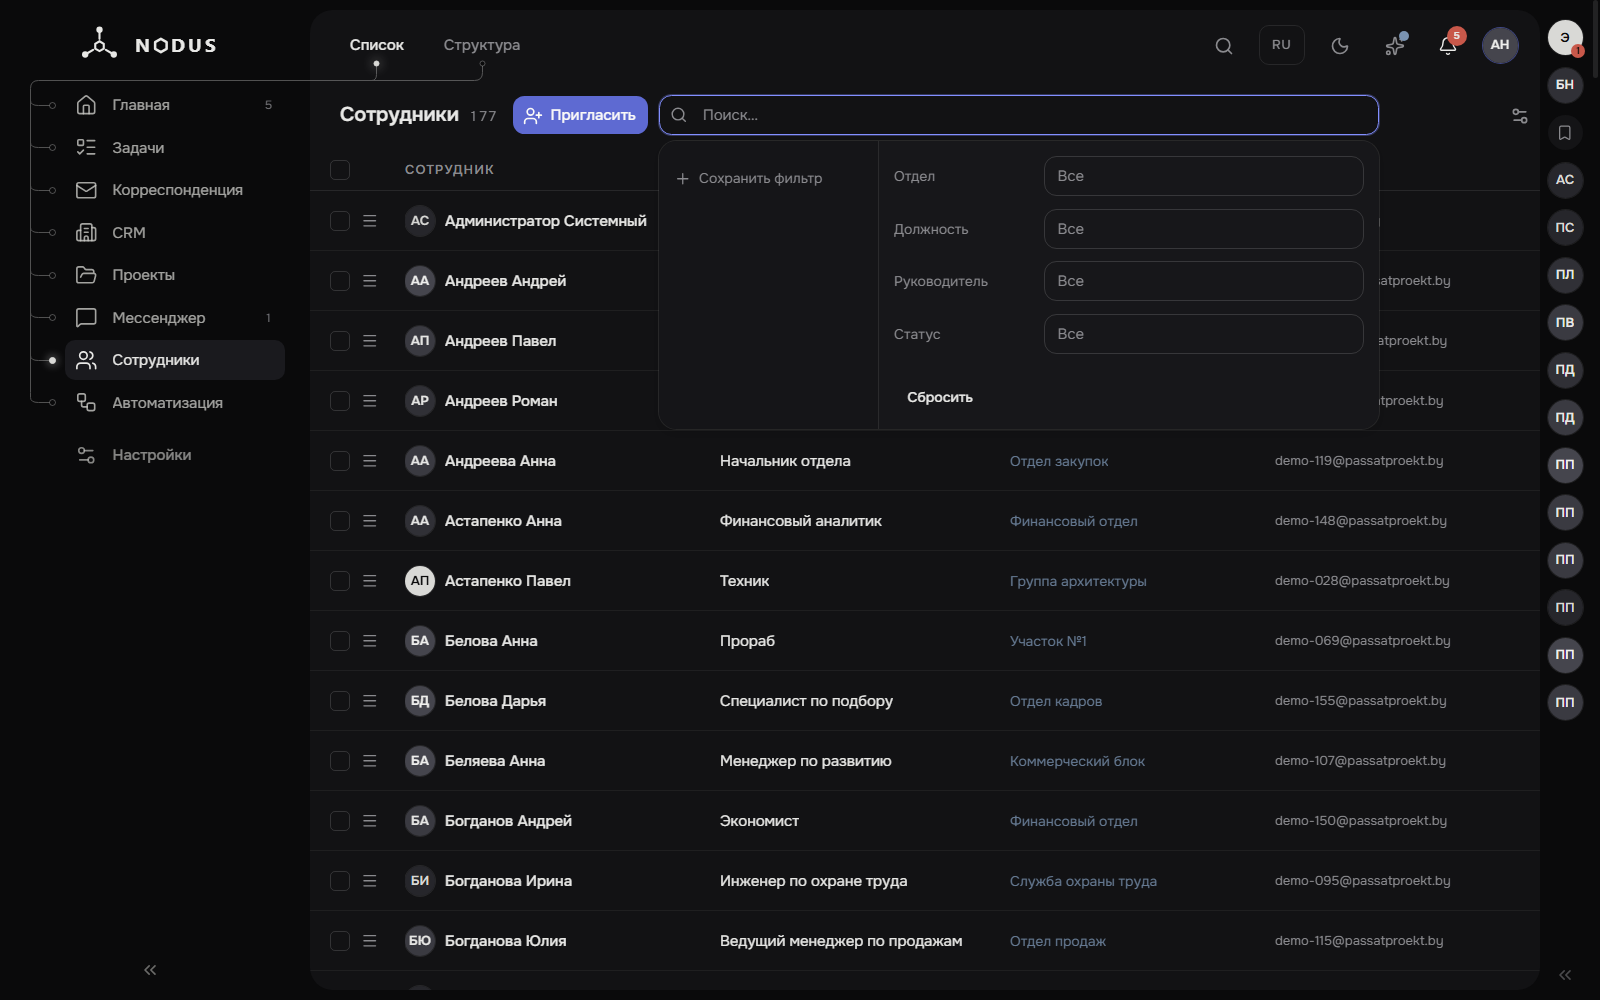 NODUS
Список
Структура
RU
5
АН
Э
1
Главная 5
Задачи
Корреспонденция
CRM
Проекты
Мессенджер 1
Сотрудники
Автоматизация
Настройки
Сотрудники 177
Пригласить
Поиск...
СОТРУДНИК
Сохранить фильтр
Отдел Все
Должность Все
Руководитель Все
Статус Все
Сбросить
АС Администратор Системный
АА Андреев Андрей satproekt.by
АП Андреев Павел atproekt.by
АР Андреев Роман tproekt.by
АА Андреева Анна Начальник отдела Отдел закупок demo-119@passatproekt.by
АА Астапенко Анна Финансовый аналитик Финансовый отдел demo-148@passatproekt.by
АП Астапенко Павел Техник Группа архитектуры demo-028@passatproekt.by
БА Белова Анна Прораб Участок №1 demo-069@passatproekt.by
БД Белова Дарья Специалист по подбору Отдел кадров demo-155@passatproekt.by
БА Беляева Анна Менеджер по развитию Коммерческий блок demo-107@passatproekt.by
БА Богданов Андрей Экономист Финансовый отдел demo-150@passatproekt.by
БИ Богданова Ирина Инженер по охране труда Служба охраны труда demo-095@passatproekt.by
БЮ Богданова Юлия Ведущий менеджер по продажам Отдел продаж demo-115@passatproekt.by
БН
АС
ПС
ПЛ
ПВ
ПД
ПД
ПП
ПП
ПП
ПП
ПП
ПП